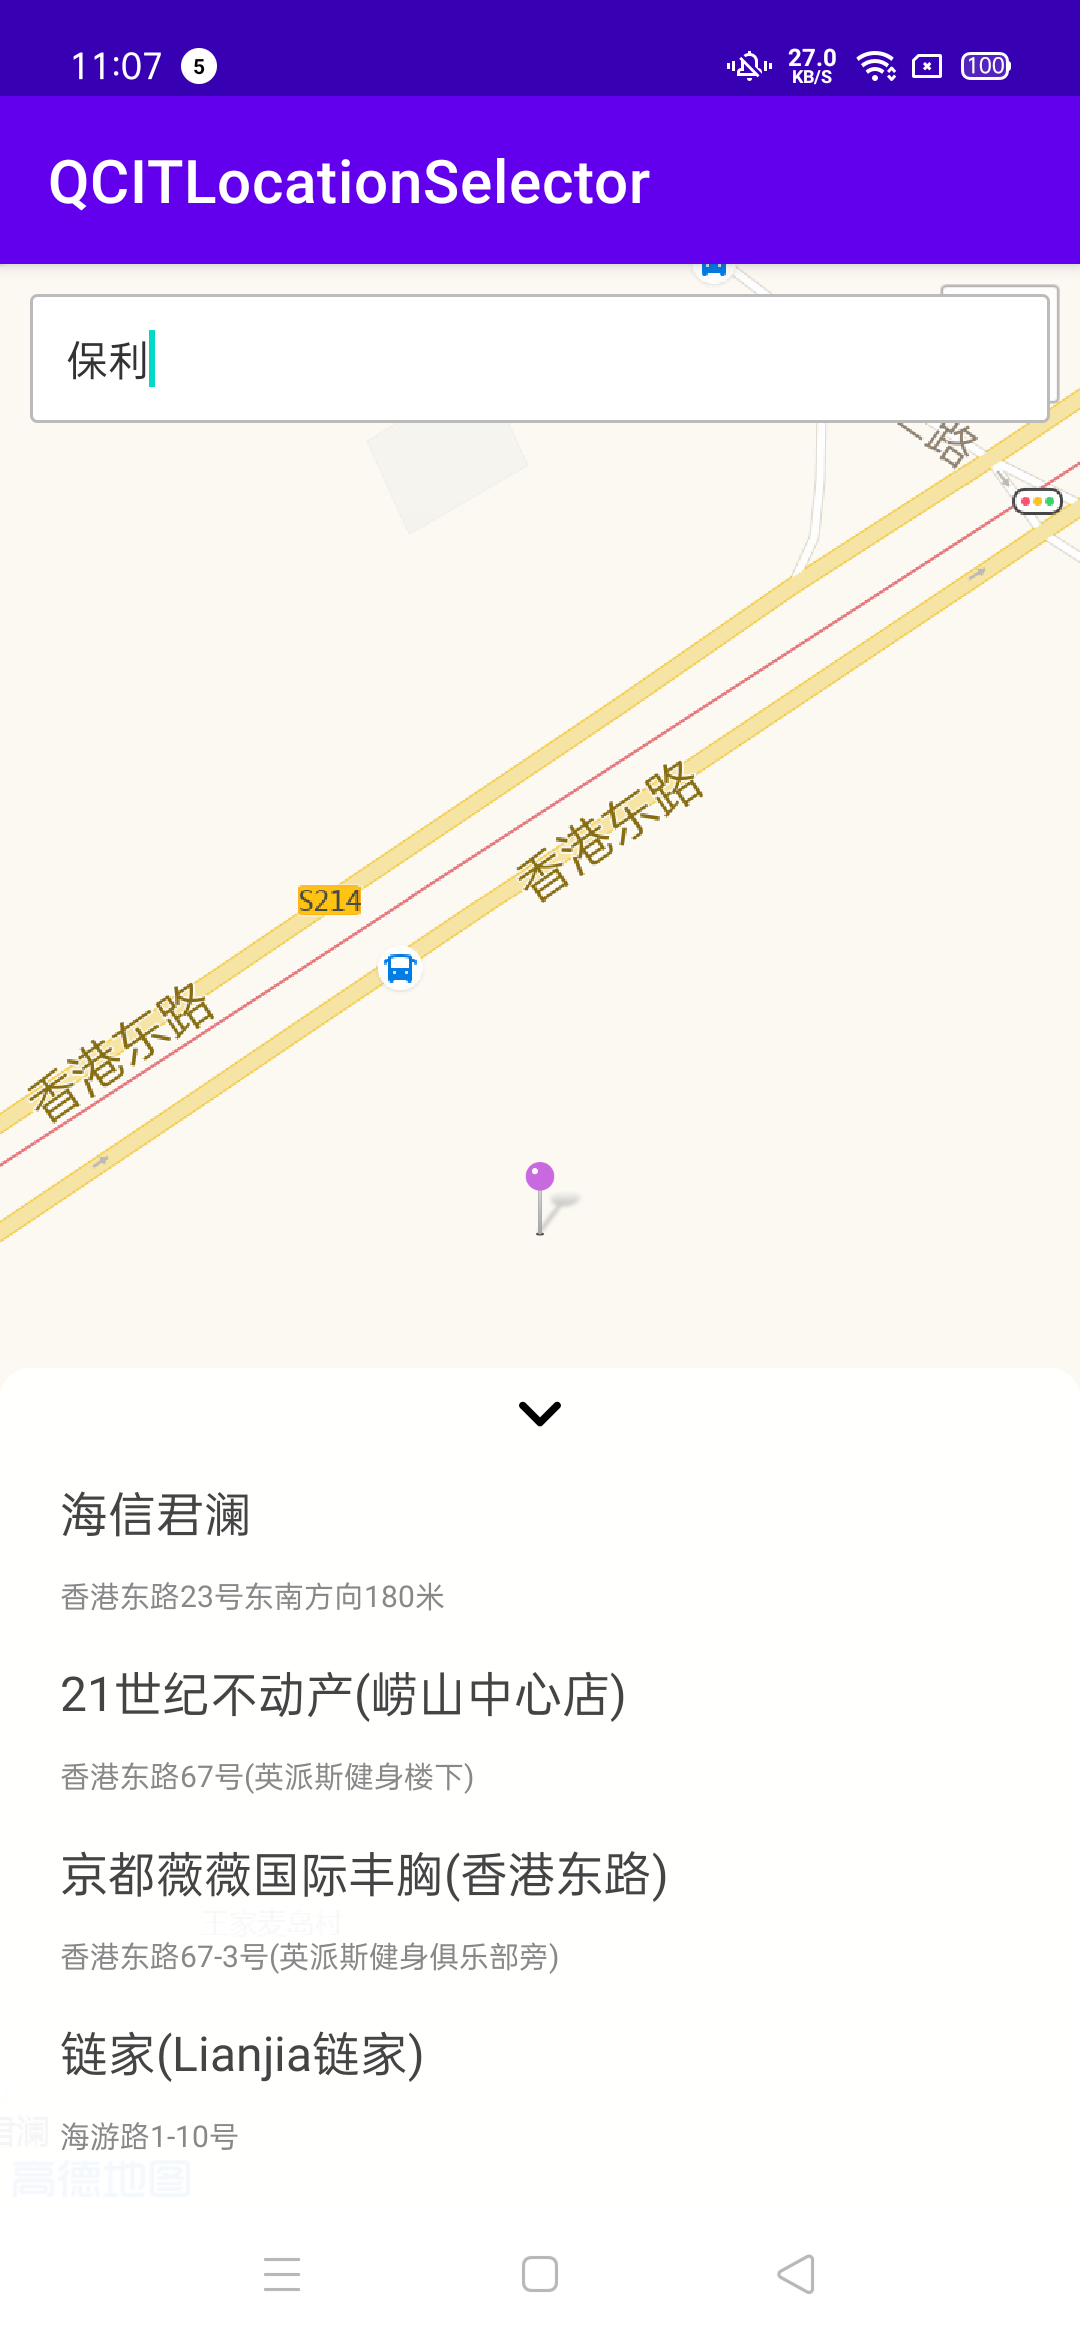 11:07 5 27.0 KB/S 100
QCITLocationSelector
保利
路
香港东路
S214
香港东路
海信君澜
香港东路23号东南方向180米
21世纪不动产(崂山中心店)
香港东路67号(英派斯健身楼下)
京都薇薇国际丰胸(香港东路)
王家麦岛村
香港东路67-3号(英派斯健身俱乐部旁)
链家(Lianjia链家)
君澜
海游路1-10号
高德地图